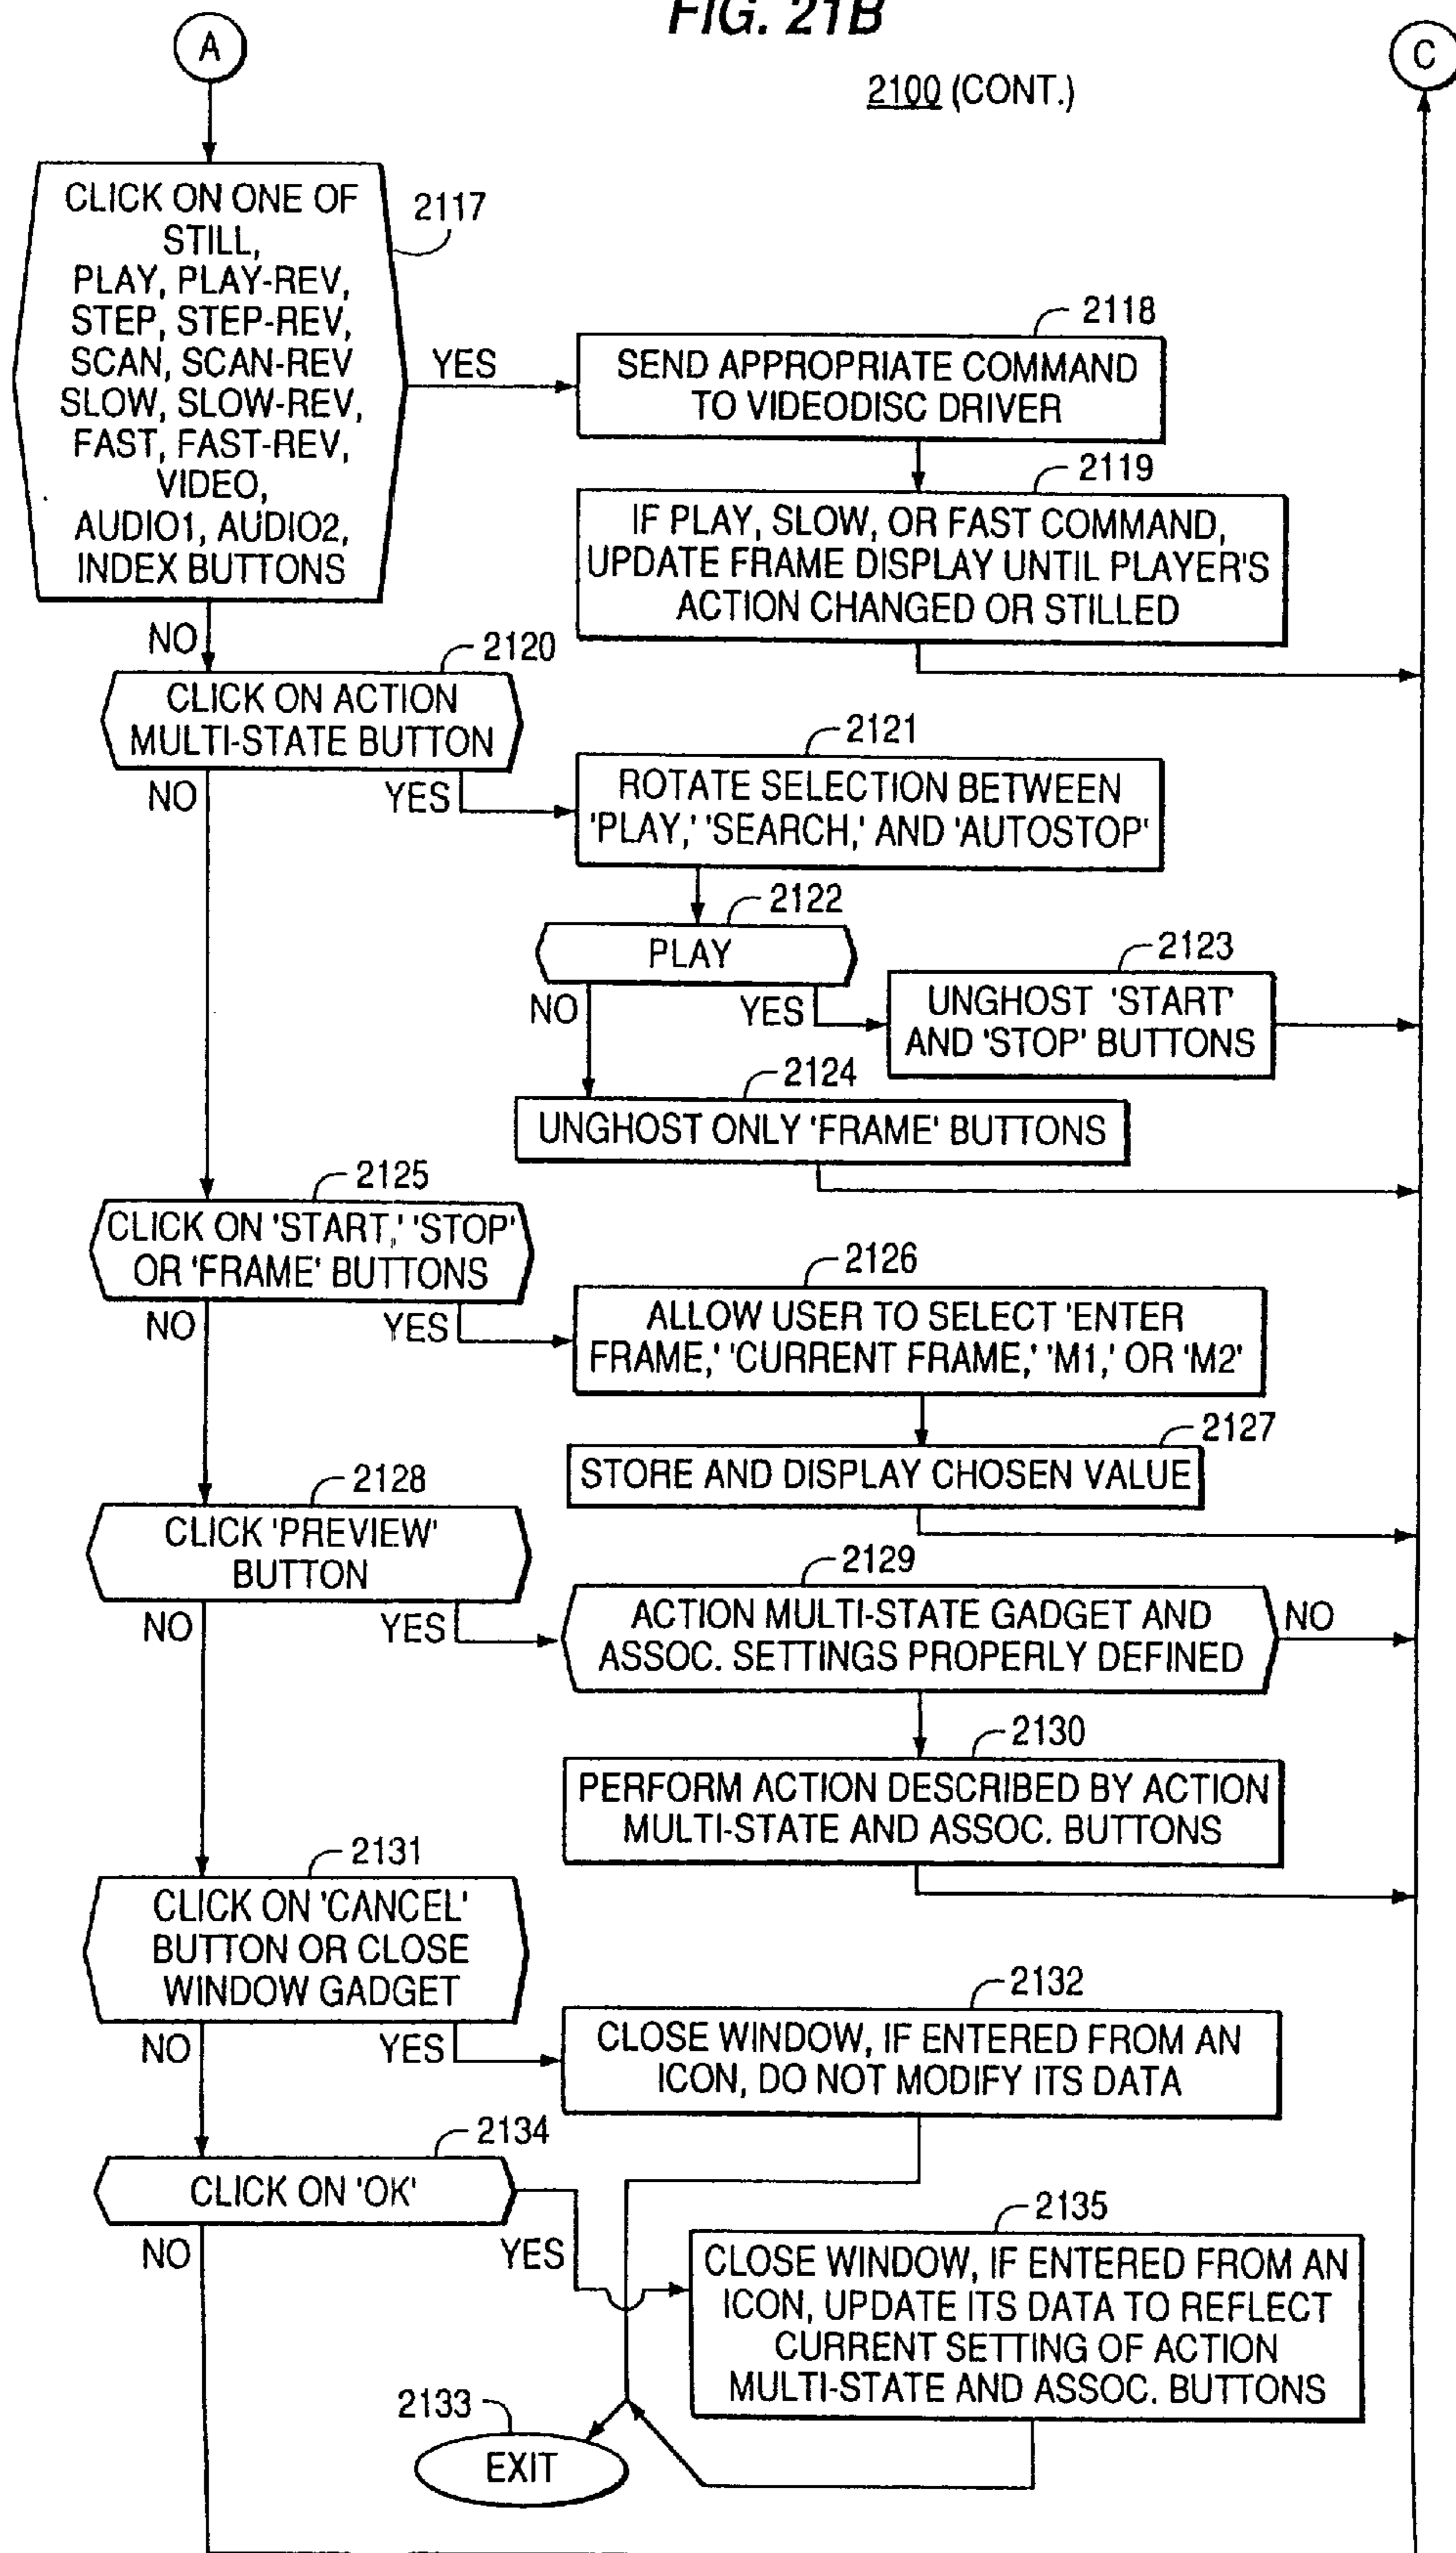 FIG. 21B
A
C
2100 (CONT.)
CLICK ON ONE OF
STILL,
PLAY, PLAY-REV,
STEP, STEP-REV,
SCAN, SCAN-REV
SLOW, SLOW-REV,
FAST, FAST-REV,
VIDEO,
AUDIO1, AUDIO2,
INDEX BUTTONS
2117
YES
2118
SEND APPROPRIATE COMMAND
TO VIDEODISC DRIVER
2119
IF PLAY, SLOW, OR FAST COMMAND,
UPDATE FRAME DISPLAY UNTIL PLAYER'S
ACTION CHANGED OR STILLED
NO
2120
CLICK ON ACTION
MULTI-STATE BUTTON
NO
YES
2121
ROTATE SELECTION BETWEEN
'PLAY,' 'SEARCH,' AND 'AUTOSTOP'
2122
PLAY
NO
YES
2123
UNGHOST 'START'
AND 'STOP' BUTTONS
2124
UNGHOST ONLY 'FRAME' BUTTONS
2125
CLICK ON 'START,' 'STOP'
OR 'FRAME' BUTTONS
NO
YES
2126
ALLOW USER TO SELECT 'ENTER
FRAME,' 'CURRENT FRAME,' 'M1,' OR 'M2'
2127
STORE AND DISPLAY CHOSEN VALUE
2128
CLICK 'PREVIEW'
BUTTON
NO
YES
2129
ACTION MULTI-STATE GADGET AND
ASSOC. SETTINGS PROPERLY DEFINED
NO
2130
PERFORM ACTION DESCRIBED BY ACTION
MULTI-STATE AND ASSOC. BUTTONS
2131
CLICK ON 'CANCEL'
BUTTON OR CLOSE
WINDOW GADGET
NO
YES
2132
CLOSE WINDOW, IF ENTERED FROM AN
ICON, DO NOT MODIFY ITS DATA
2134
CLICK ON 'OK'
NO
YES
2135
CLOSE WINDOW, IF ENTERED FROM AN
ICON, UPDATE ITS DATA TO REFLECT
CURRENT SETTING OF ACTION
MULTI-STATE AND ASSOC. BUTTONS
2133
EXIT